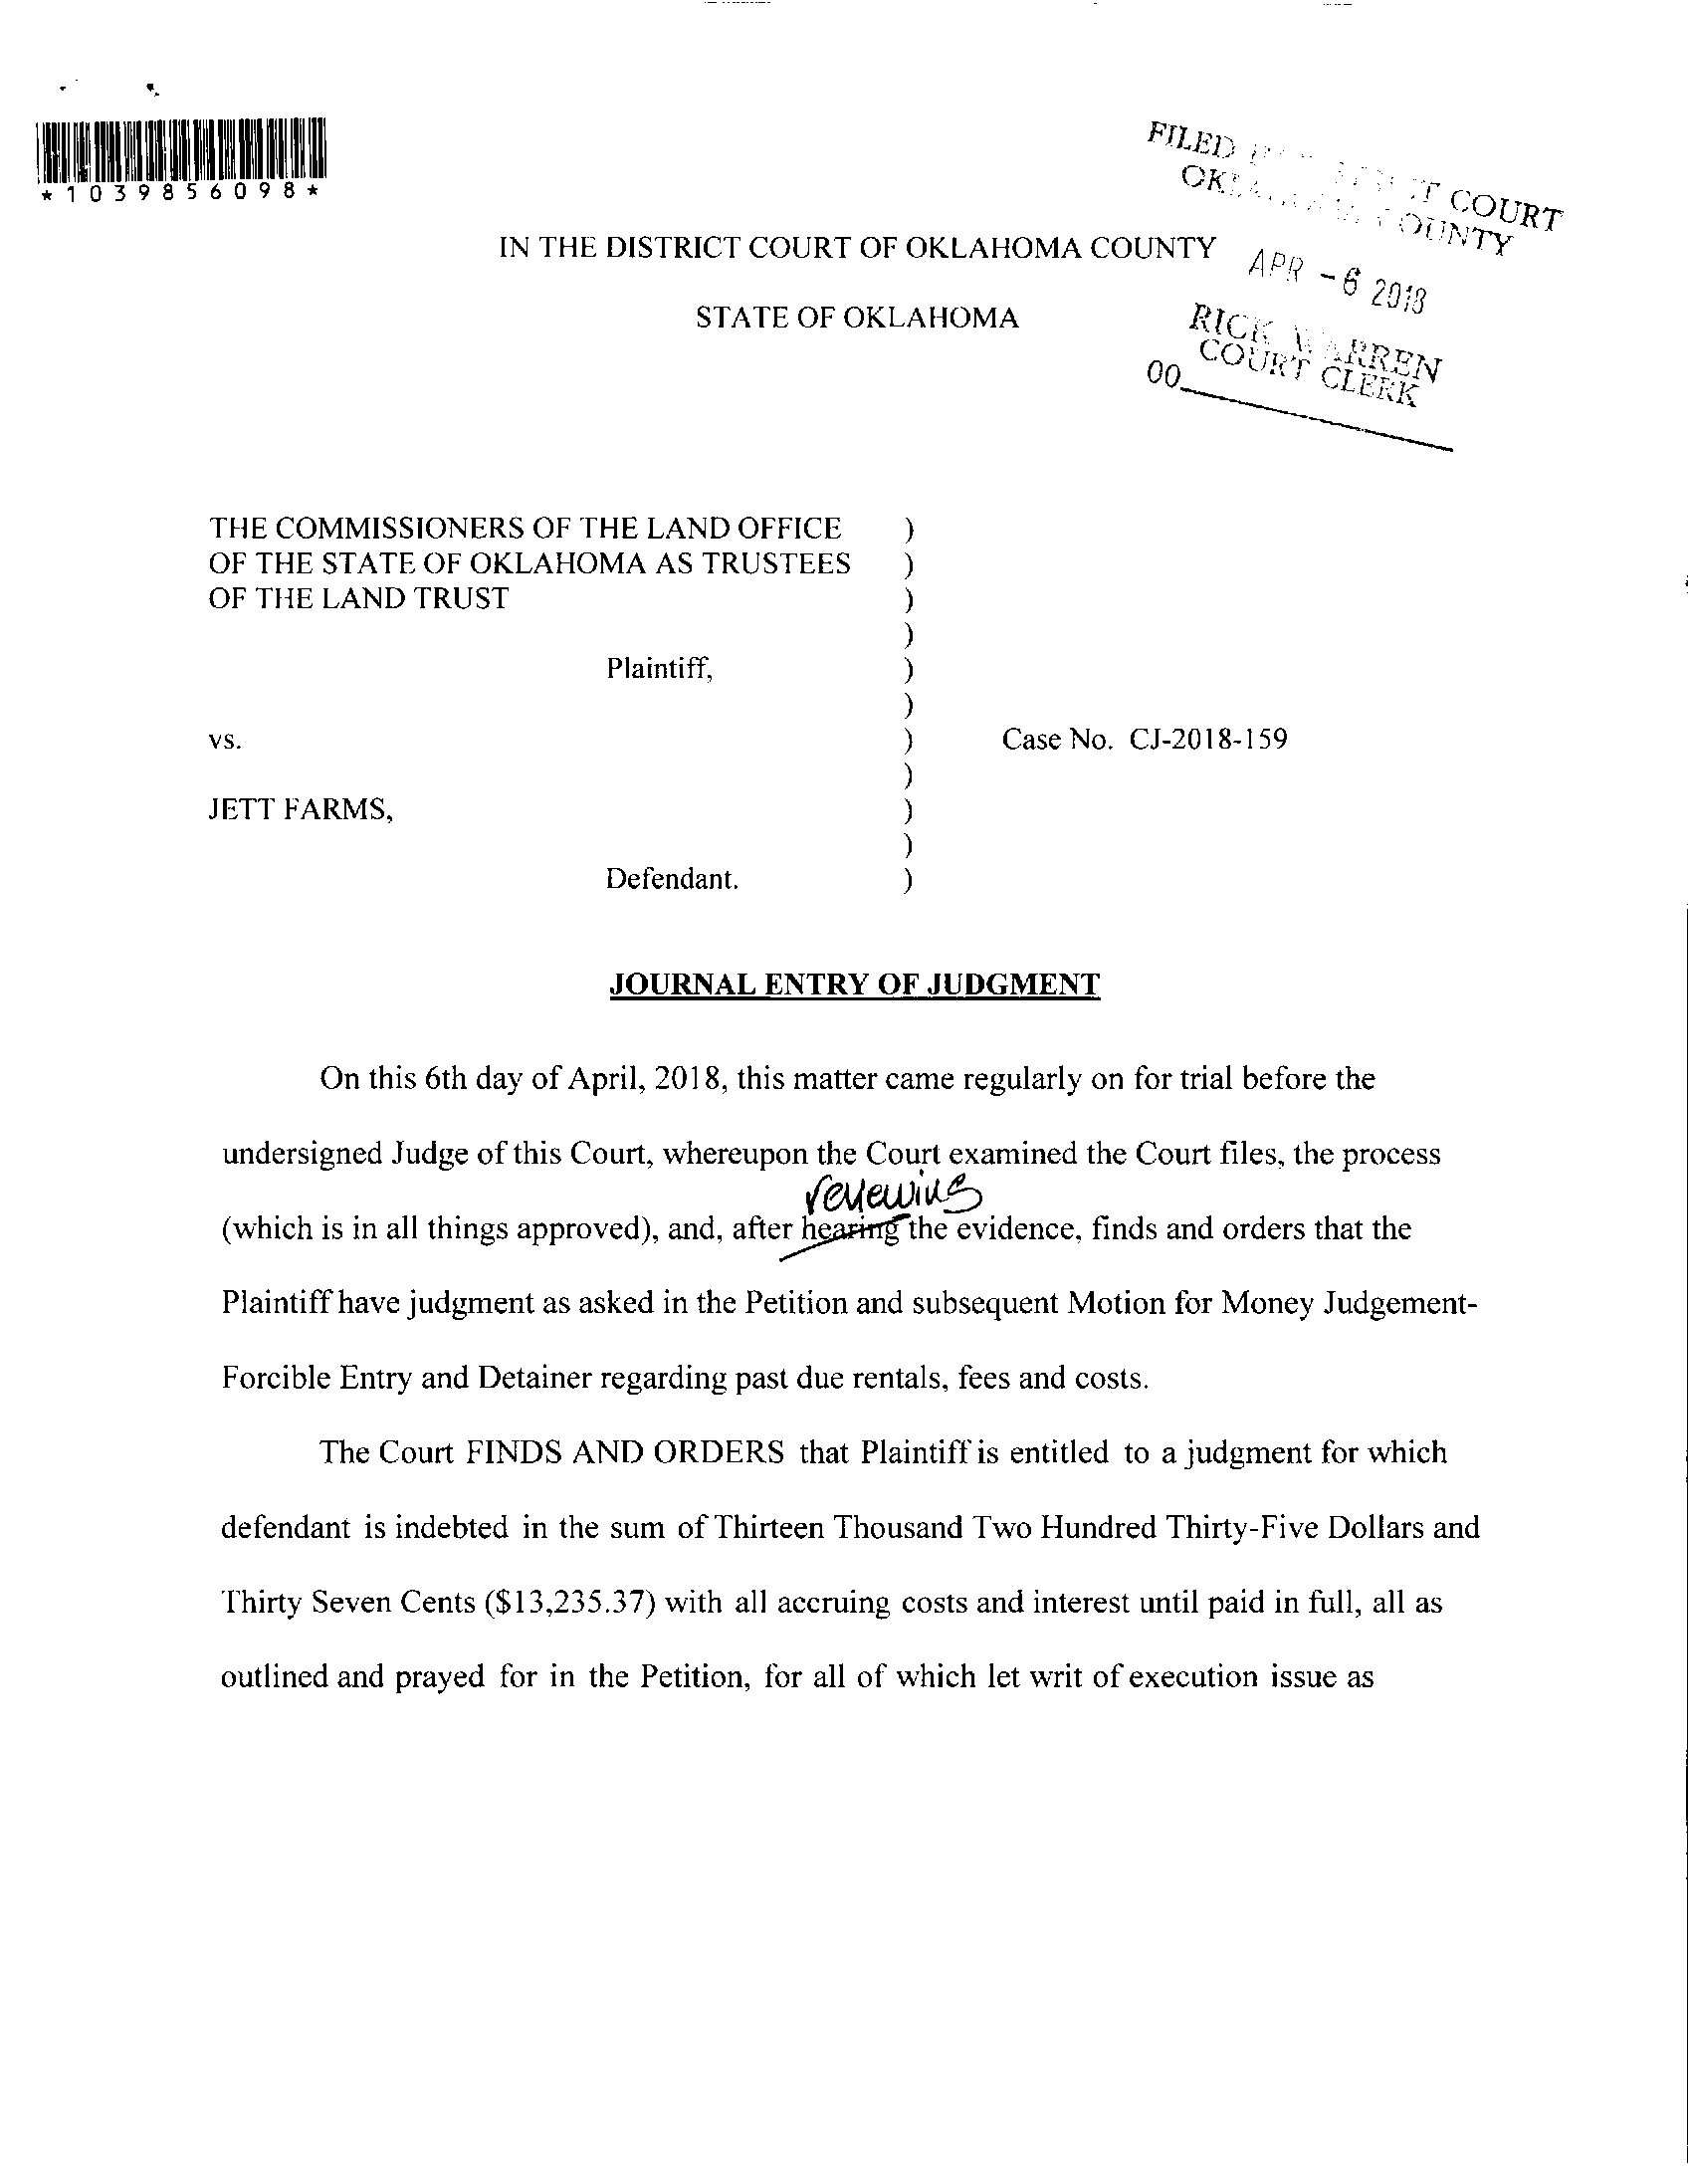 *1039856098*
FILED COURT
COUNTY
APR -6 2018
RICK WARREN
COURT CLERK
00
IN THE DISTRICT COURT OF OKLAHOMA COUNTY
STATE OF OKLAHOMA
THE COMMISSIONERS OF THE LAND OFFICE )
OF THE STATE OF OKLAHOMA AS TRUSTEES )
OF THE LAND TRUST )
)
Plaintiff, )
)
vs. ) Case No. CJ-2018-159
)
JETT FARMS, )
)
Defendant. )
JOURNAL ENTRY OF JUDGMENT
On this 6th day of April, 2018, this matter came regularly on for trial before the
undersigned Judge of this Court, whereupon the Court examined the Court files, the process
reviewing
(which is in all things approved), and, after hearing the evidence, finds and orders that the
Plaintiff have judgment as asked in the Petition and subsequent Motion for Money Judgement-
Forcible Entry and Detainer regarding past due rentals, fees and costs.
The Court FINDS AND ORDERS that Plaintiff is entitled to a judgment for which
defendant is indebted in the sum of Thirteen Thousand Two Hundred Thirty-Five Dollars and
Thirty Seven Cents ($13,235.37) with all accruing costs and interest until paid in full, all as
outlined and prayed for in the Petition, for all of which let writ of execution issue as